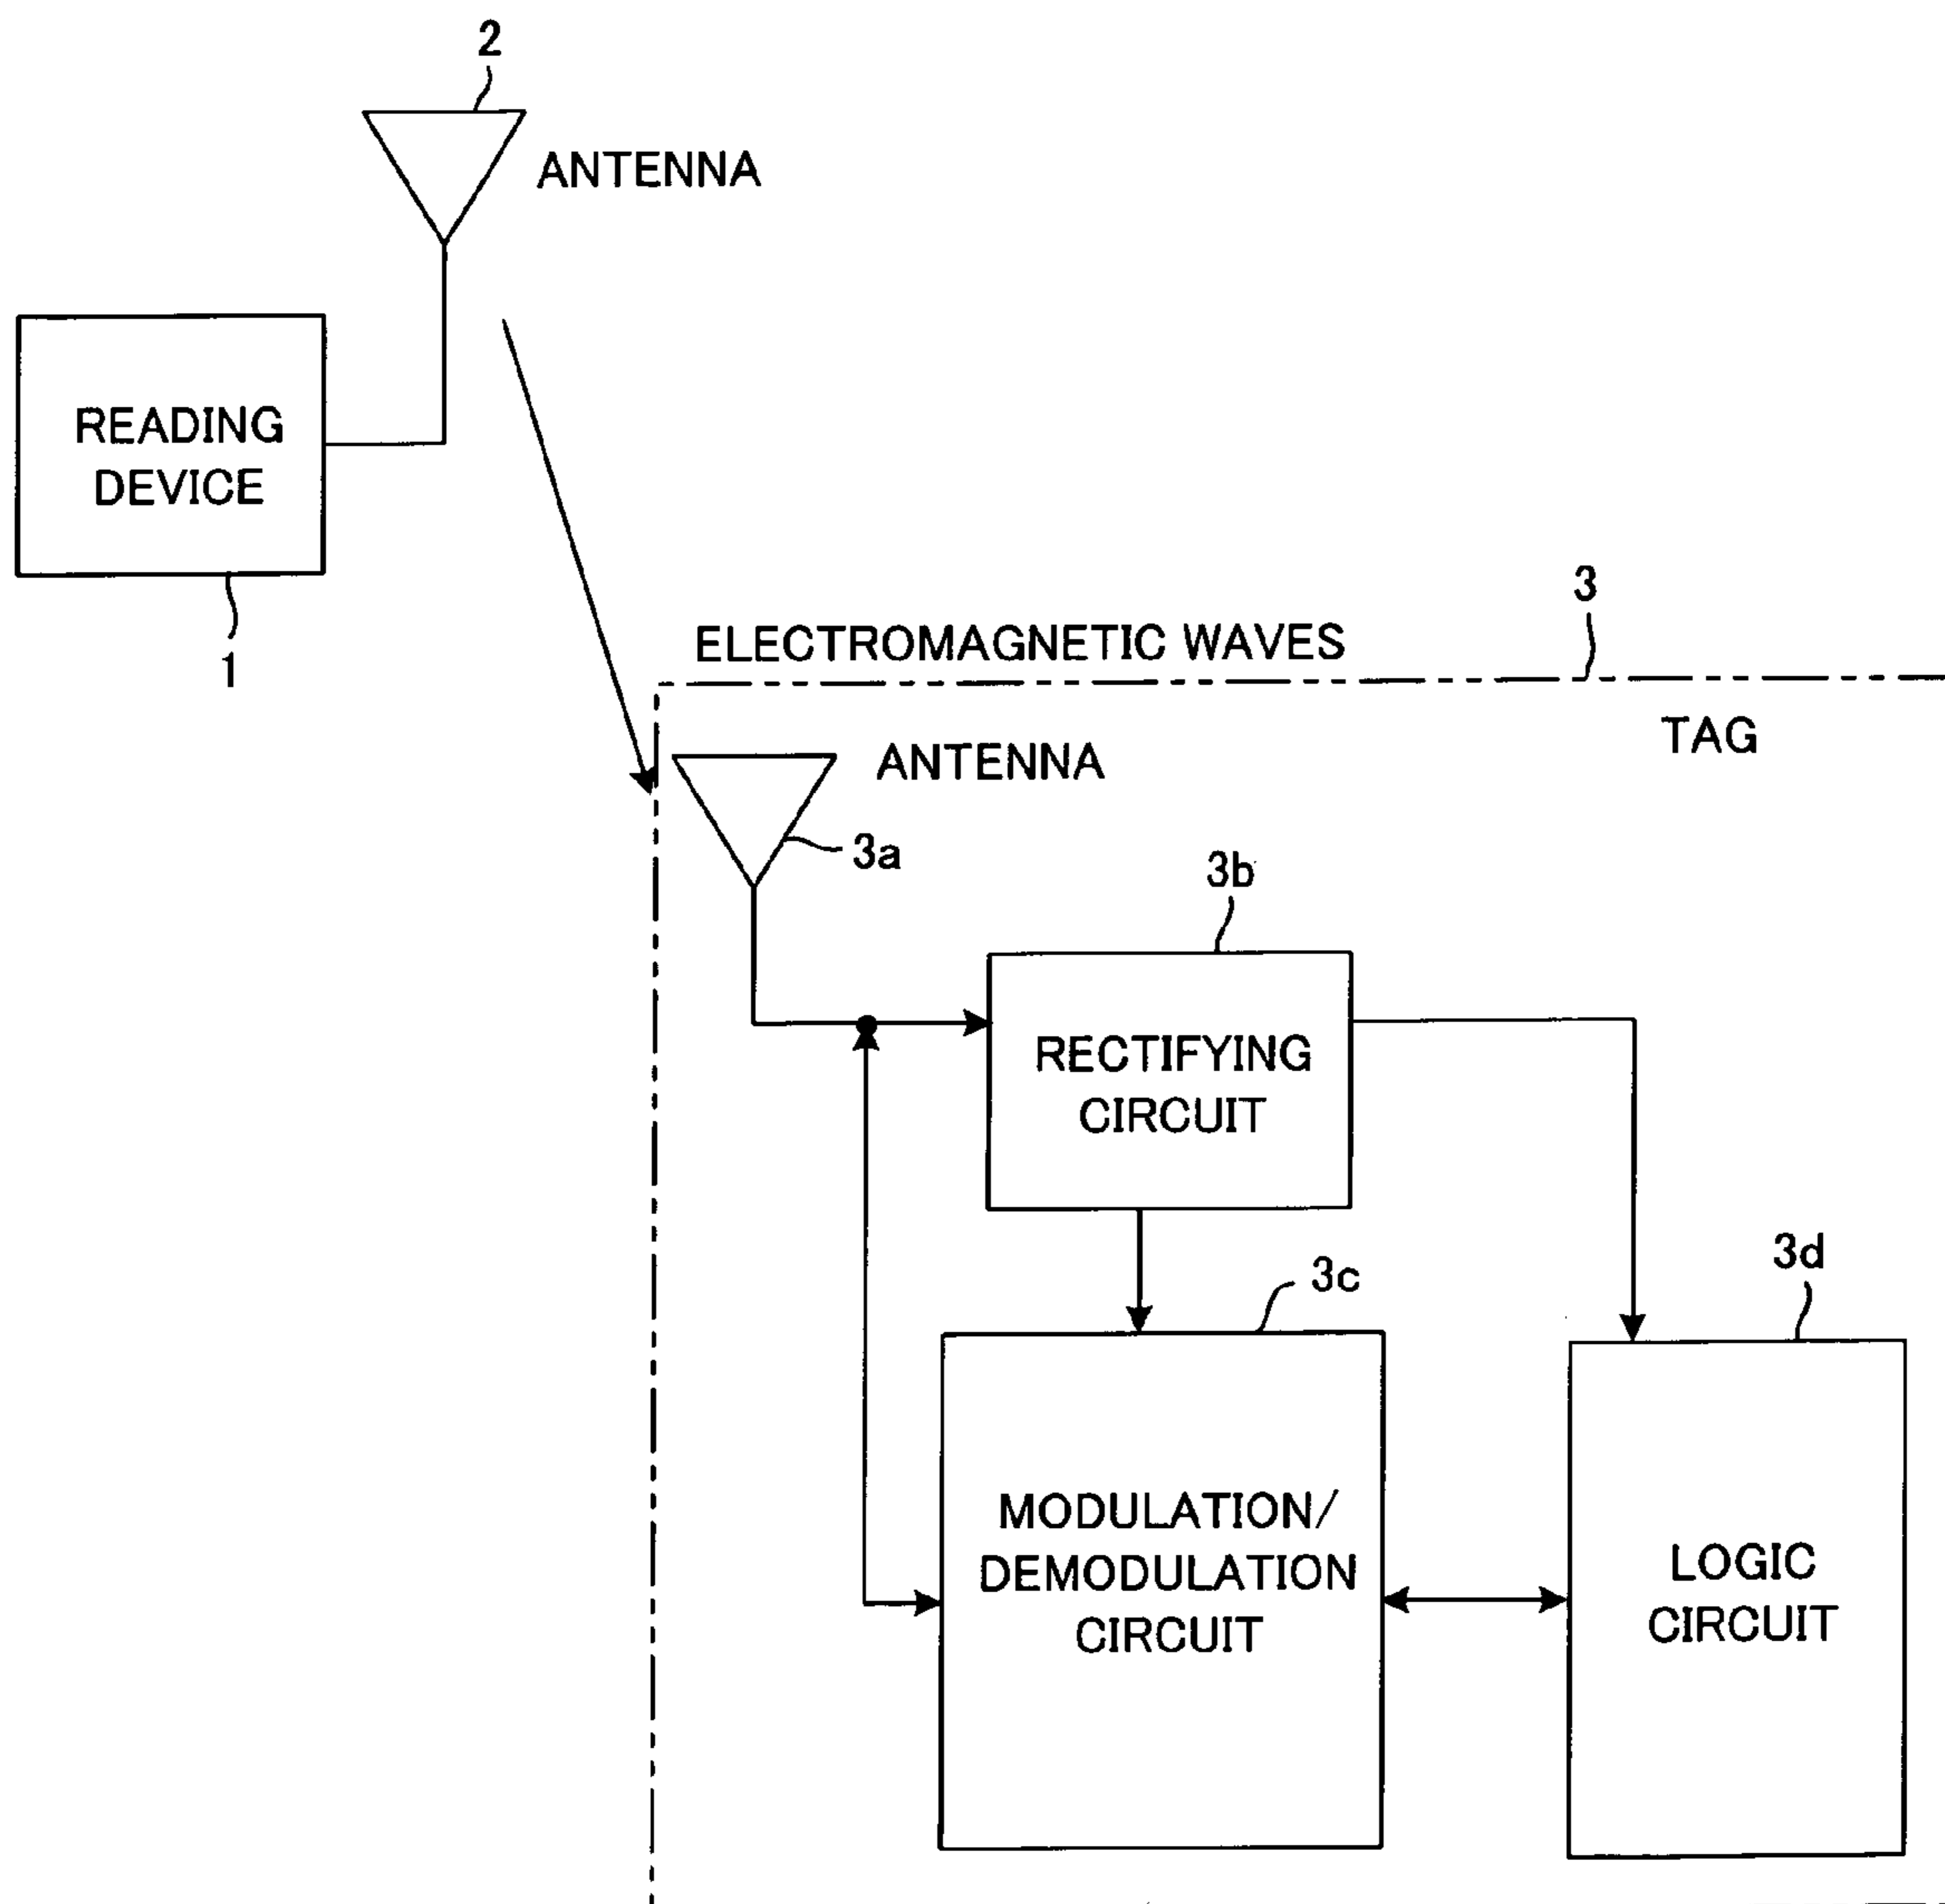 2
ANTENNA
READING
DEVICE
1
ELECTROMAGNETIC WAVES
3
TAG
ANTENNA
3a
3b
RECTIFYING
CIRCUIT
3c
3d
MODULATION/
DEMODULATION
CIRCUIT
LOGIC
CIRCUIT